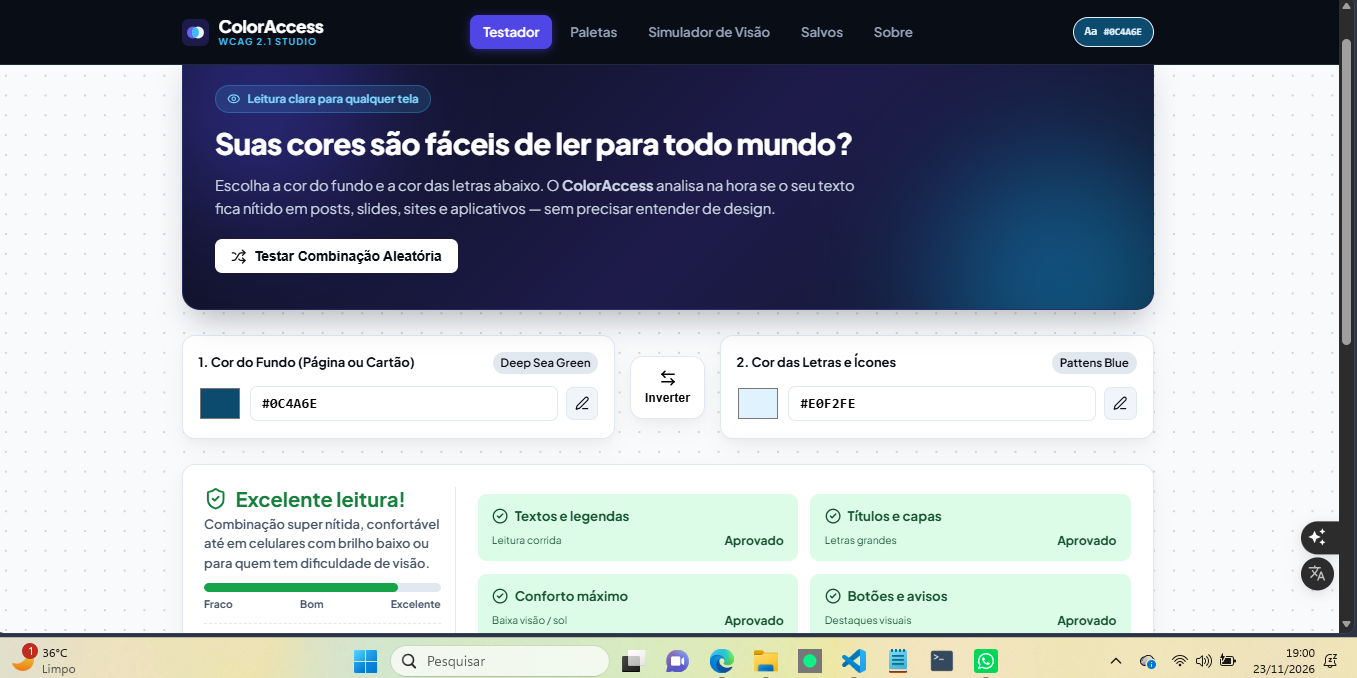 ColorAccess
WCAG 2.1 STUDIO
Testador
Paletas
Simulador de Visão
Salvos
Sobre
Aa #0C4A6E
Leitura clara para qualquer tela
Suas cores são fáceis de ler para todo mundo?
Escolha a cor do fundo e a cor das letras abaixo. O ColorAccess analisa na hora se o seu texto
fica nítido em posts, slides, sites e aplicativos — sem precisar entender de design.
Testar Combinação Aleatória
1. Cor do Fundo (Página ou Cartão)
Deep Sea Green
#0C4A6E
Inverter
2. Cor das Letras e Ícones
Pattens Blue
#E0F2FE
Excelente leitura!
Combinação super nítida, confortável
até em celulares com brilho baixo ou
para quem tem dificuldade de visão.
Fraco
Bom
Excelente
Textos e legendas
Leitura corrida
Aprovado
Títulos e capas
Letras grandes
Aprovado
Conforto máximo
Baixa visão / sol
Aprovado
Botões e avisos
Destaques visuais
Aprovado
1
36°C
Limpo
Pesquisar
19:00
23/11/2026